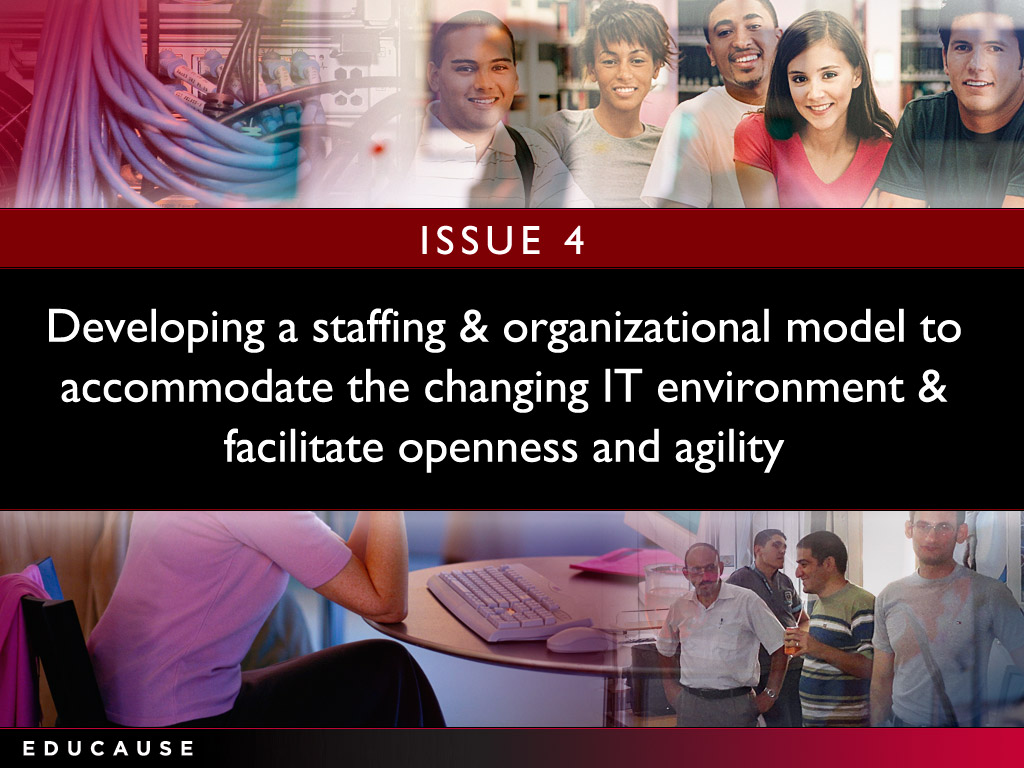 ISSUE 4
Developing a staffing & organizational model to
accommodate the changing IT environment &
facilitate openness and agility
EDUCAUSE